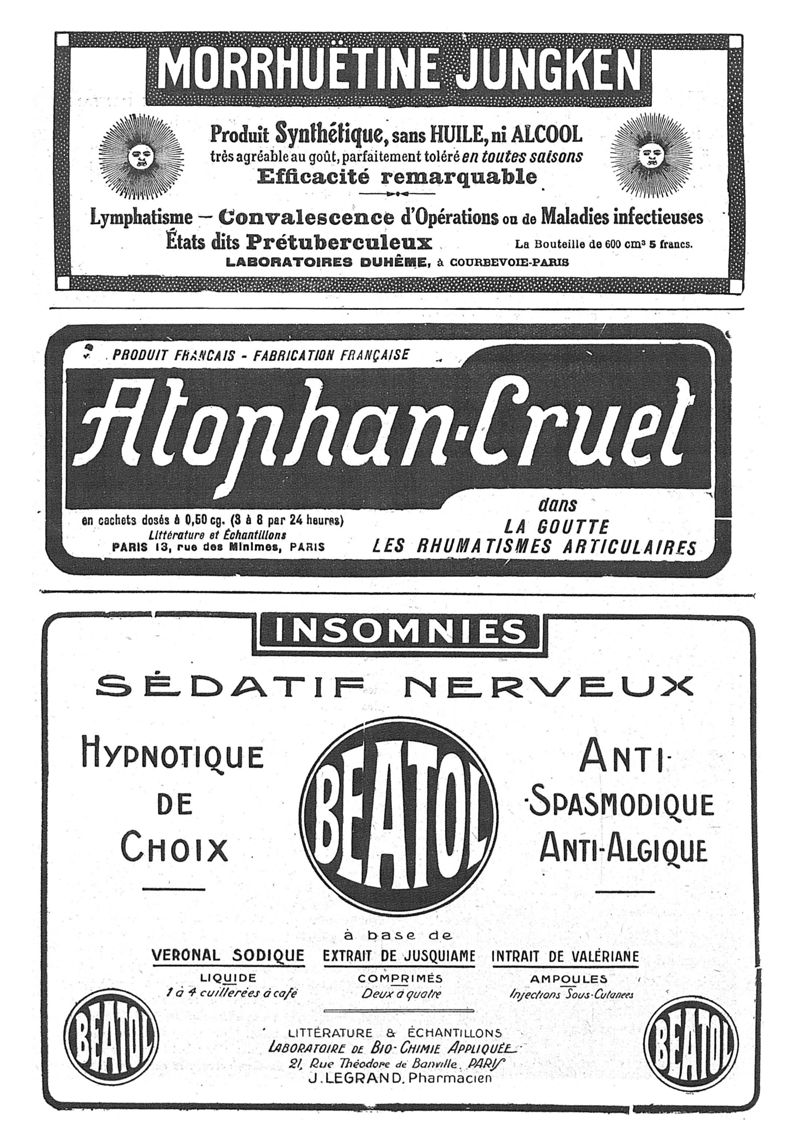 MORRHUËTINE JUNGKEN
Produit Synthétique, sans HUILE, ni ALCOOL
très agréable au goût, parfaitement toléré en toutes saisons
Efficacité remarquable
Lymphatisme — Convalescence d'Opérations ou de Maladies infectieuses
États dits Prétuberculeux
La Bouteille de 600 cm³ 5 francs.
LABORATOIRES DUHÊME, à COURBEVOIE-PARIS
PRODUIT FRANCAIS - FABRICATION FRANÇAISE
Atophan-Cruet
en cachets dosés à 0,50 cg. (3 à 8 par 24 heures)
Littérature et Échantillons
PARIS 13, rue des Minimes, PARIS
dans
LA GOUTTE
LES RHUMATISMES ARTICULAIRES
INSOMNIES
SÉDATIF NERVEUX
HYPNOTIQUE
DE
CHOIX
BEATOL
ANTI-
SPASMODIQUE
ANTI-ALGIQUE
à base de
VERONAL SODIQUE EXTRAIT DE JUSQUIAME INTRAIT DE VALÉRIANE
LIQUIDE COMPRIMÉS AMPOULES
1 à 4 cuillerées à café Deux à quatre Injections Sous-Cutanées
BEATOL
LITTÉRATURE & ÉCHANTILLONS
LABORATOIRE DE BIO-CHIMIE APPLIQUÉE
21, Rue Théodore de Banville, PARIS
J. LEGRAND, Pharmacien
BEATOL